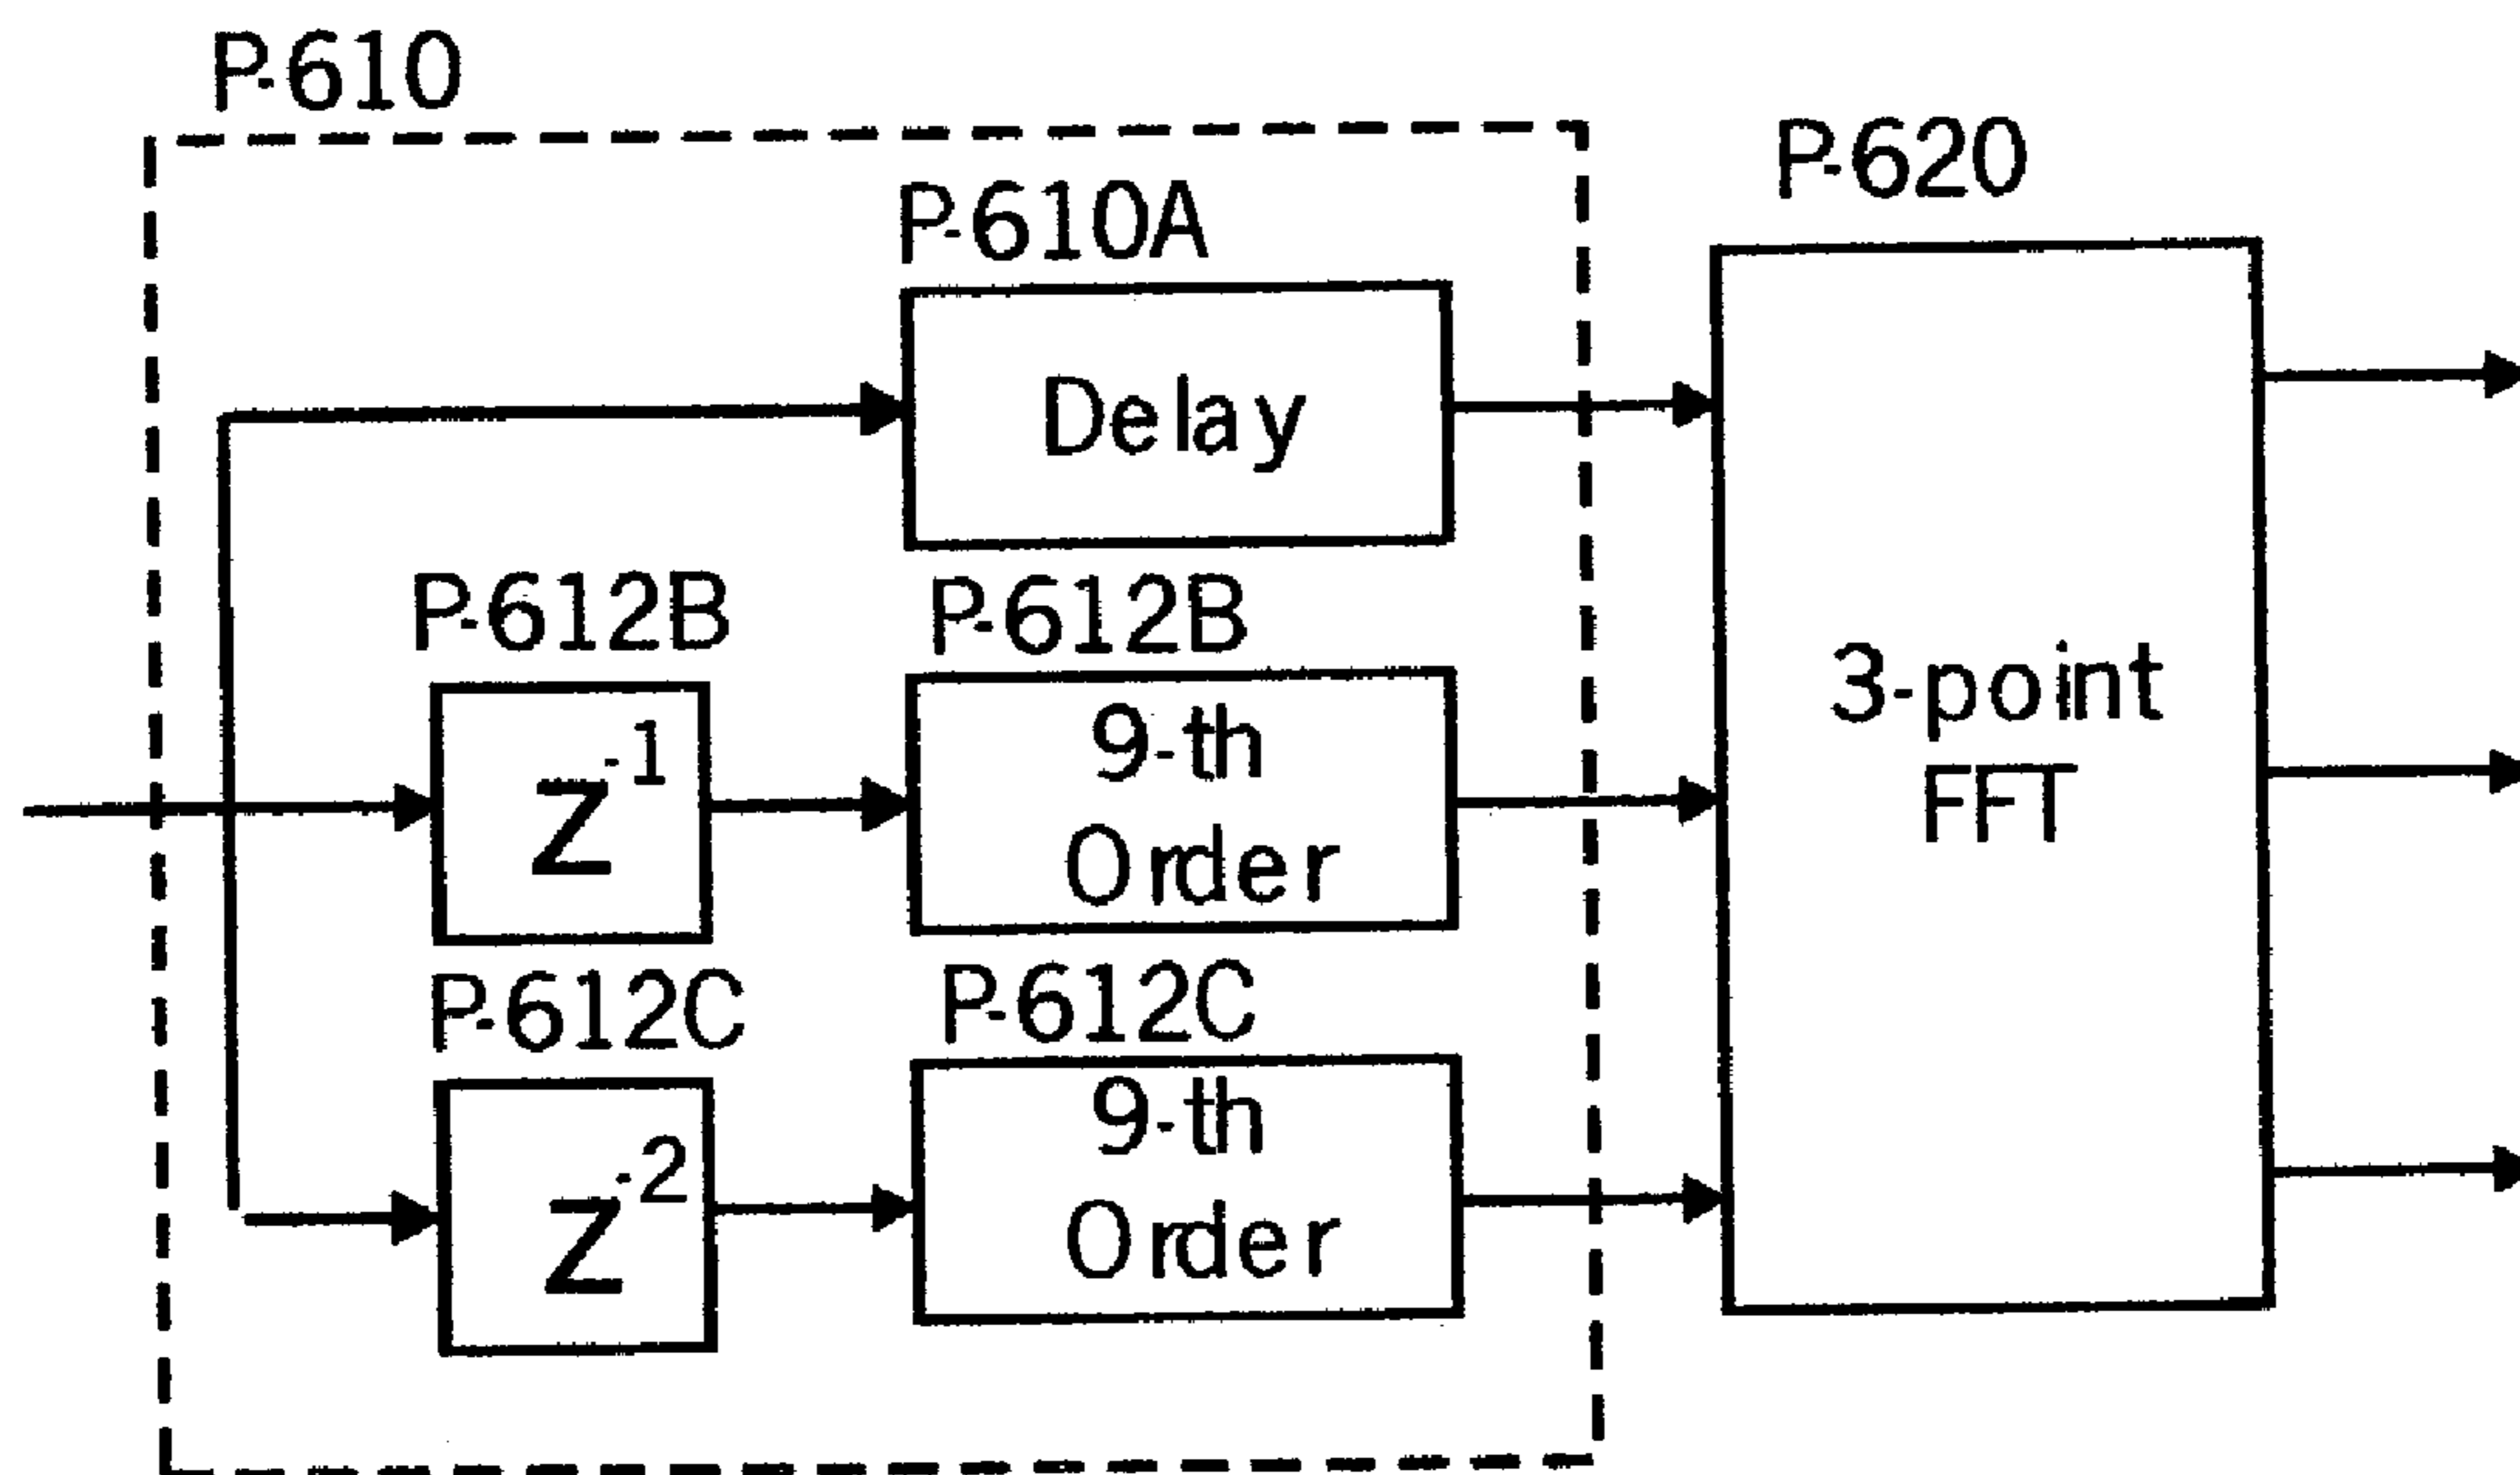 P-610
P-620
P-610A
Delay
P-612B
P-612B
Z-1
9-th
Order
3-point
FFT
P-612C
P-612C
Z-2
9-th
Order